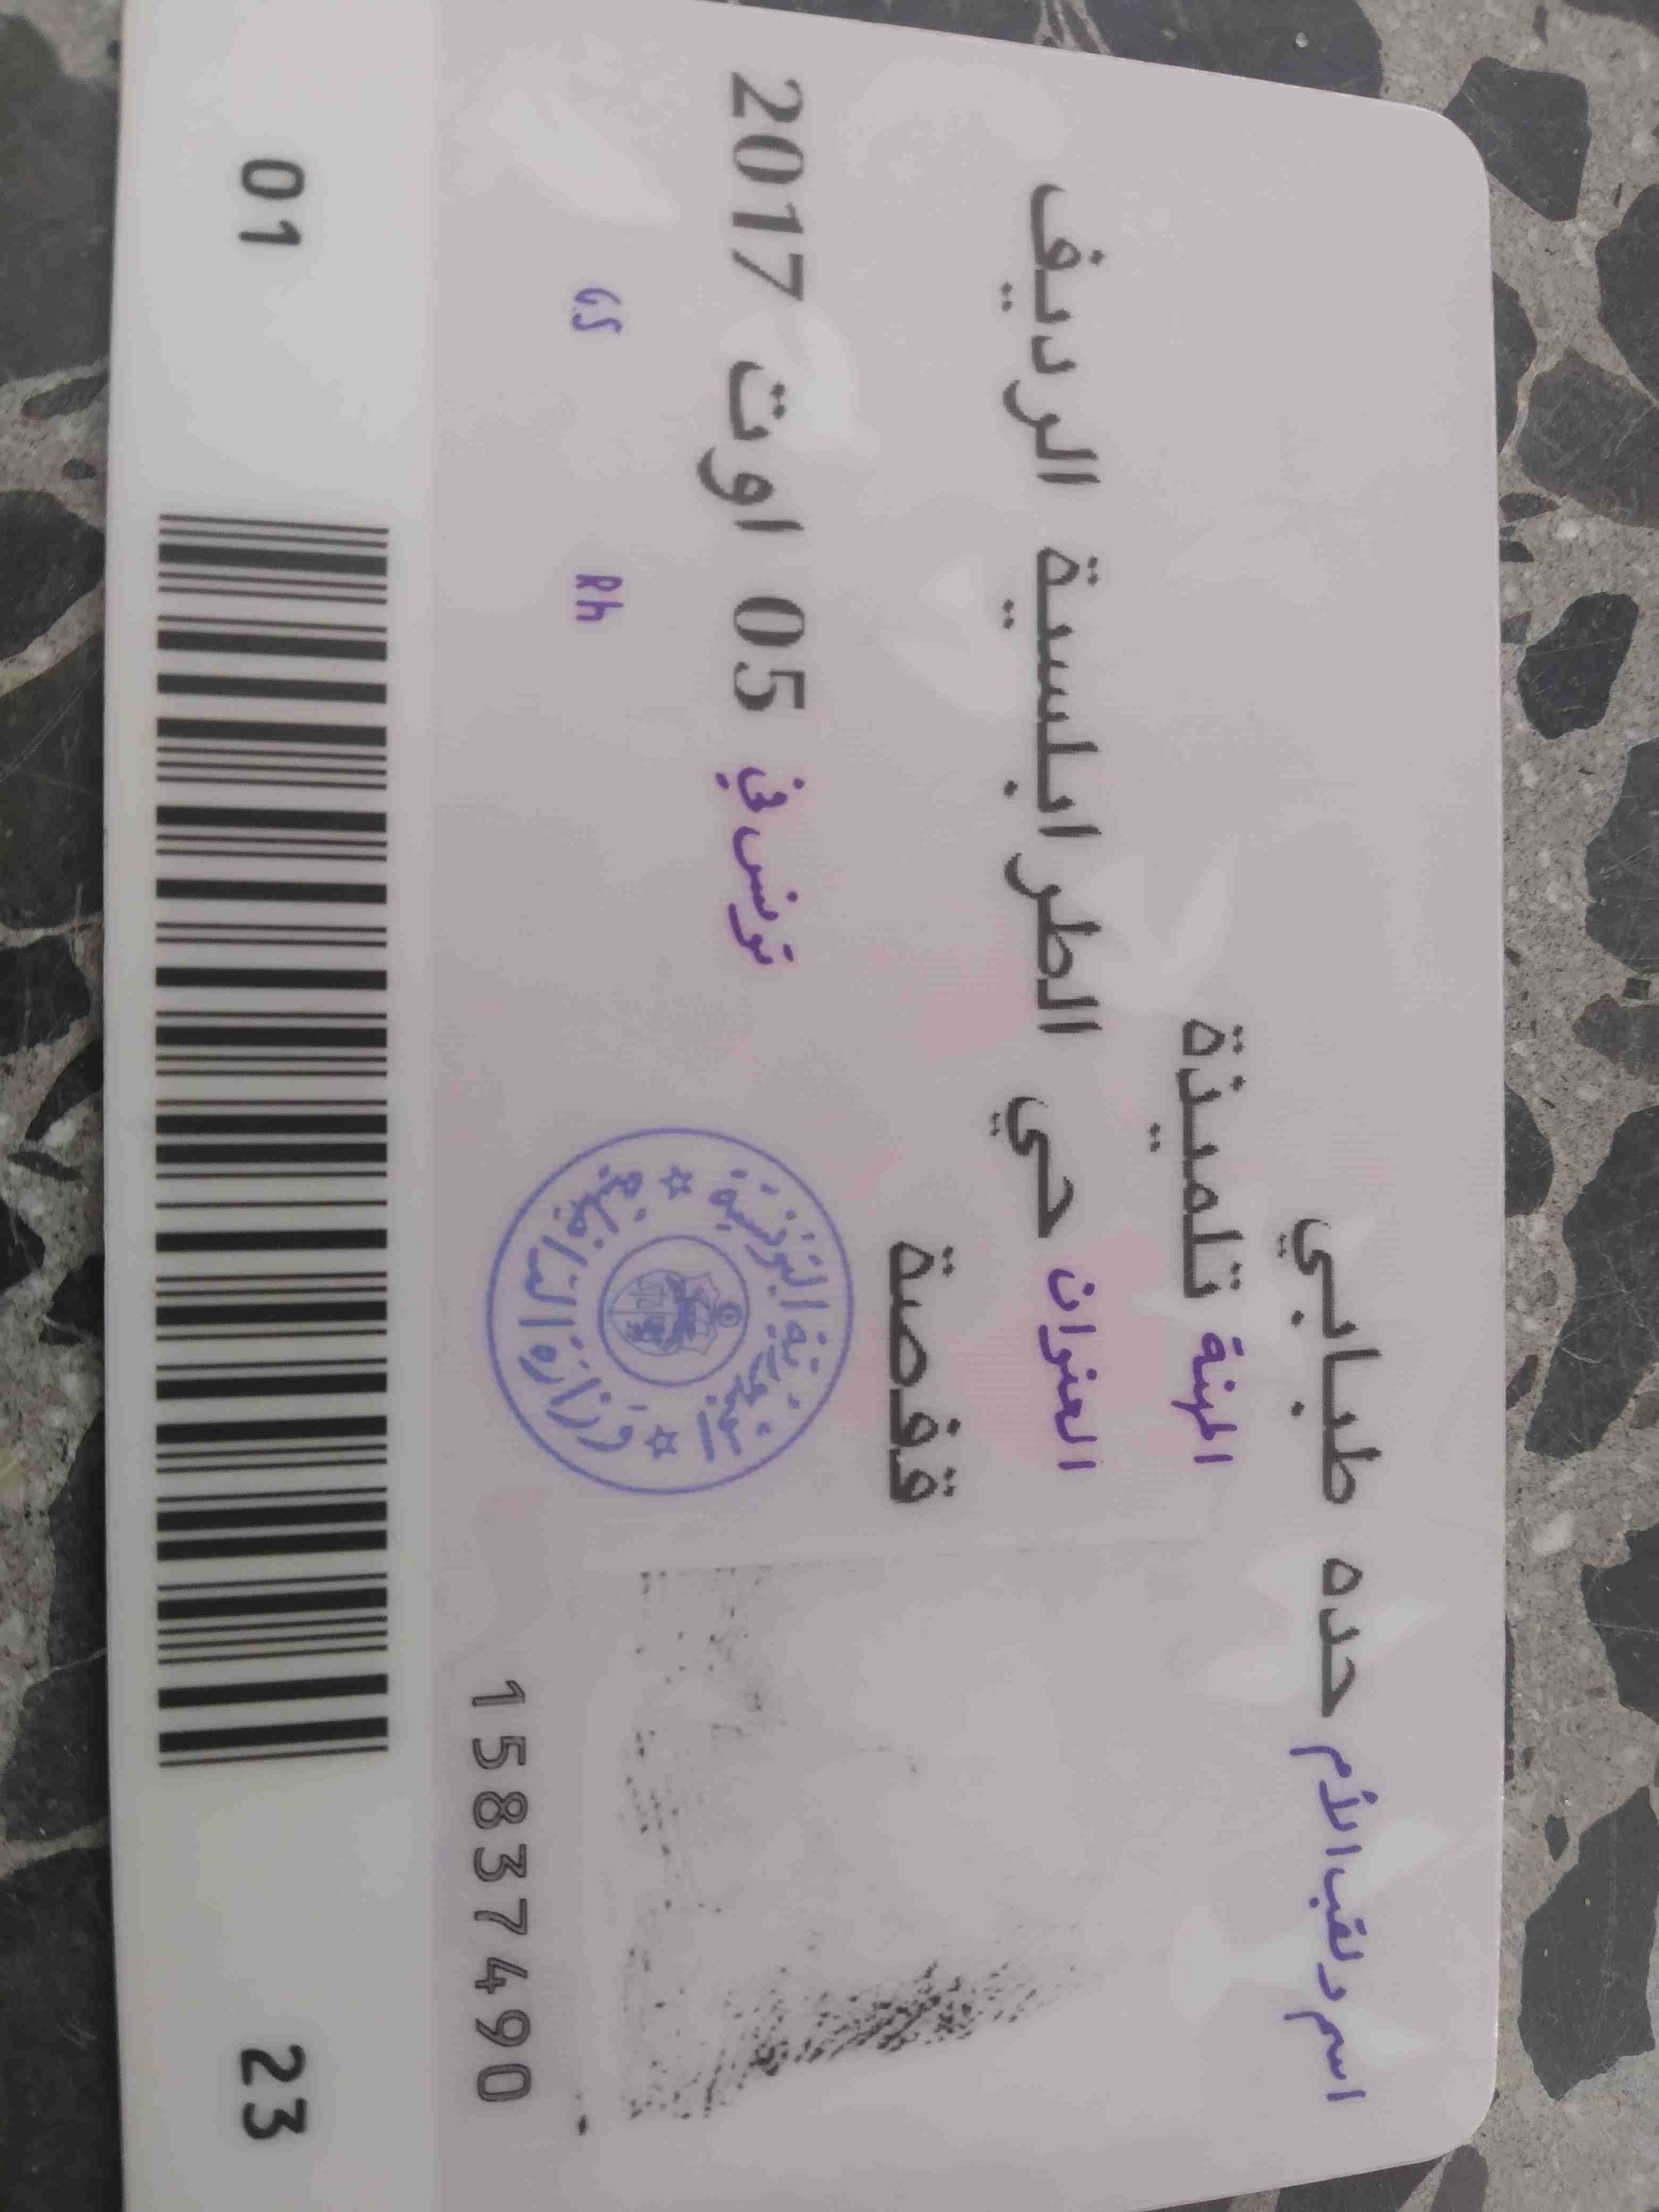 اسم ولقب الأم حده طبابي
المهنة تلميذة
العنوان حي الطرابلسية الرديف
قفصة
تونس في 05 اوت 2017
Rh GS
الجمهورية التونسية
وزارة الداخلية
15837490
01 23